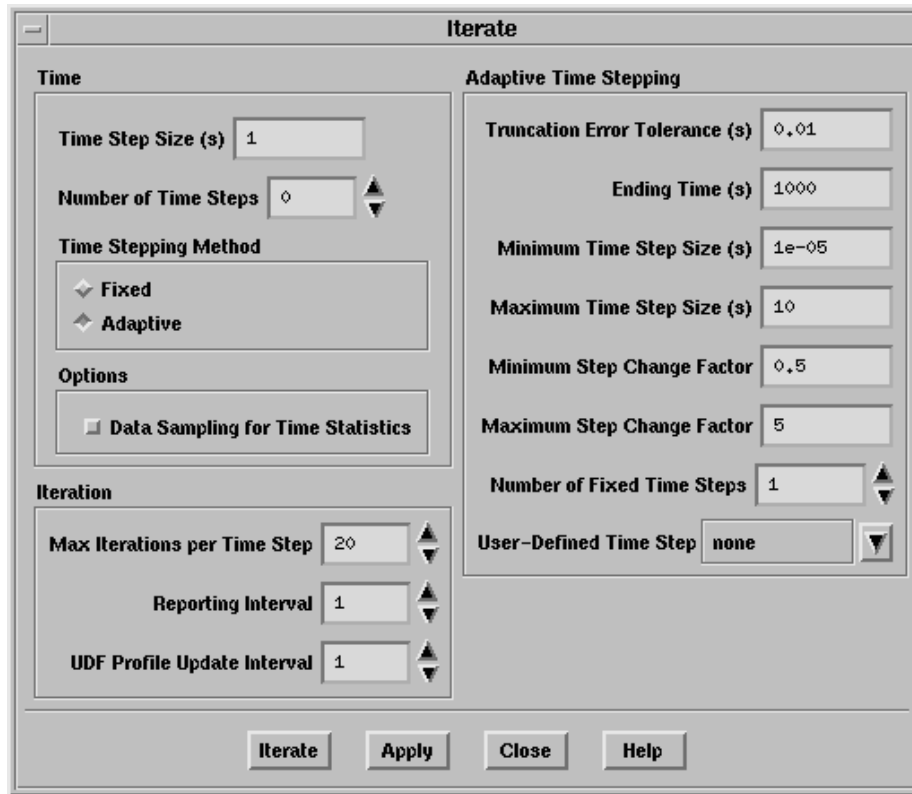 Iterate
Time
Time Step Size (s) 1
Number of Time Steps 0
Time Stepping Method
Fixed
Adaptive
Options
Data Sampling for Time Statistics
Iteration
Max Iterations per Time Step 20
Reporting Interval 1
UDF Profile Update Interval 1
Adaptive Time Stepping
Truncation Error Tolerance (s) 0.01
Ending Time (s) 1000
Minimum Time Step Size (s) 1e-05
Maximum Time Step Size (s) 10
Minimum Step Change Factor 0.5
Maximum Step Change Factor 5
Number of Fixed Time Steps 1
User-Defined Time Step none
Iterate Apply Close Help